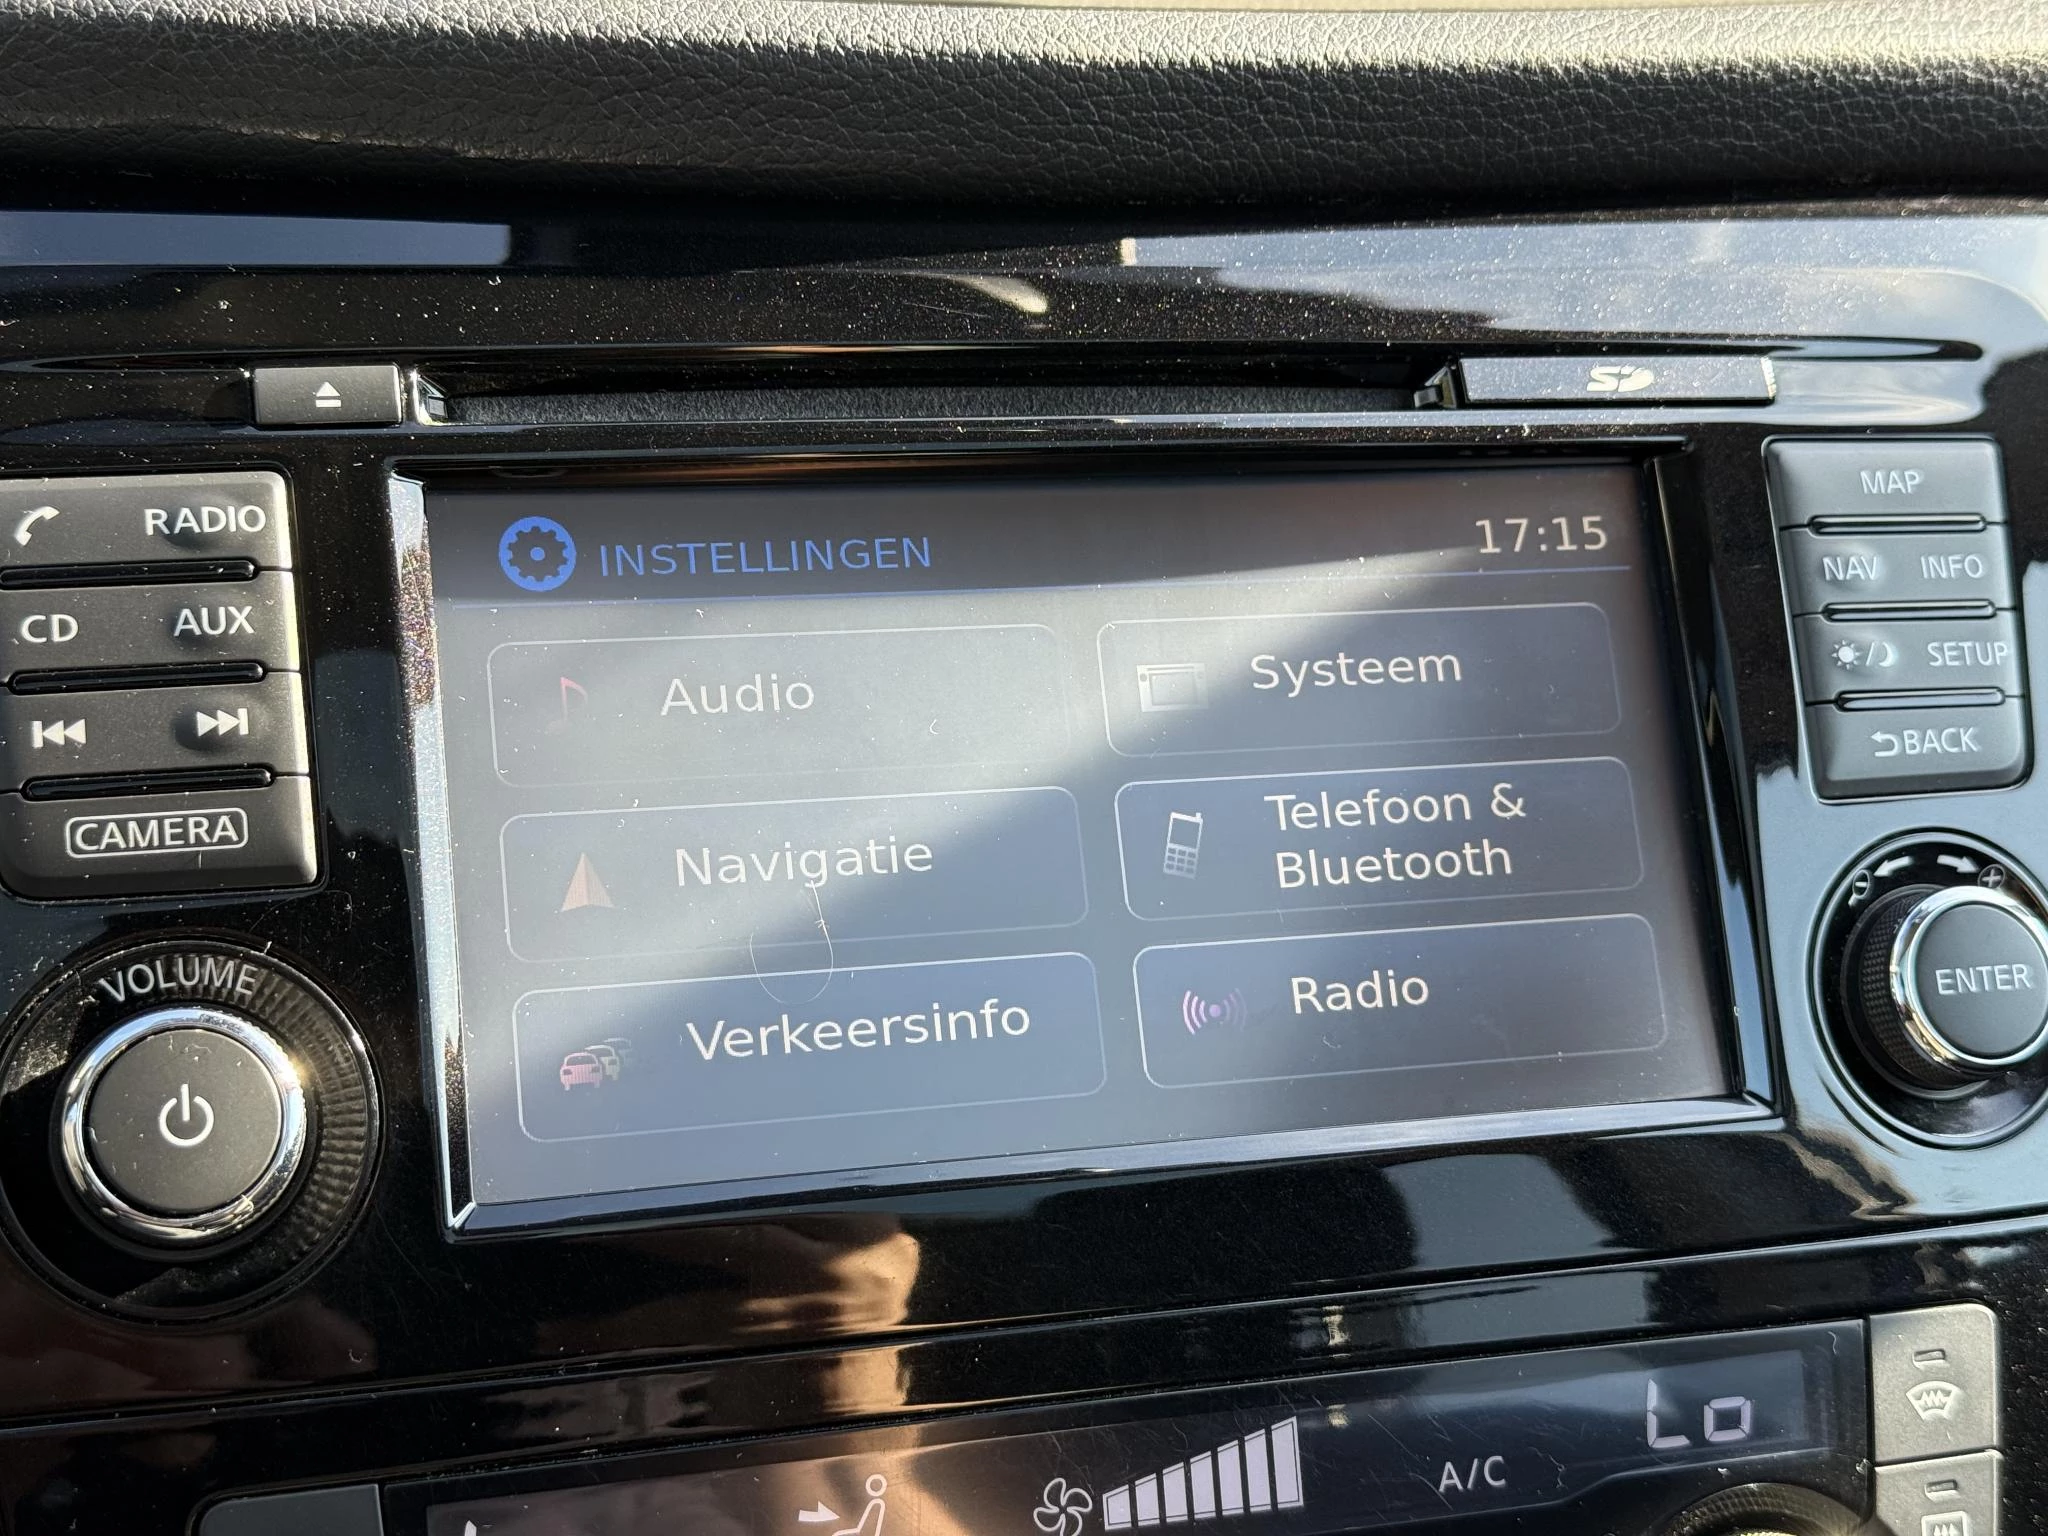 SD
RADIO
CD AUX
CAMERA
VOLUME
INSTELLINGEN 17:15
Audio
Systeem
Navigatie
Telefoon &
Bluetooth
Verkeersinfo
Radio
MAP
NAV INFO
SETUP
BACK
ENTER
Lo
A/C